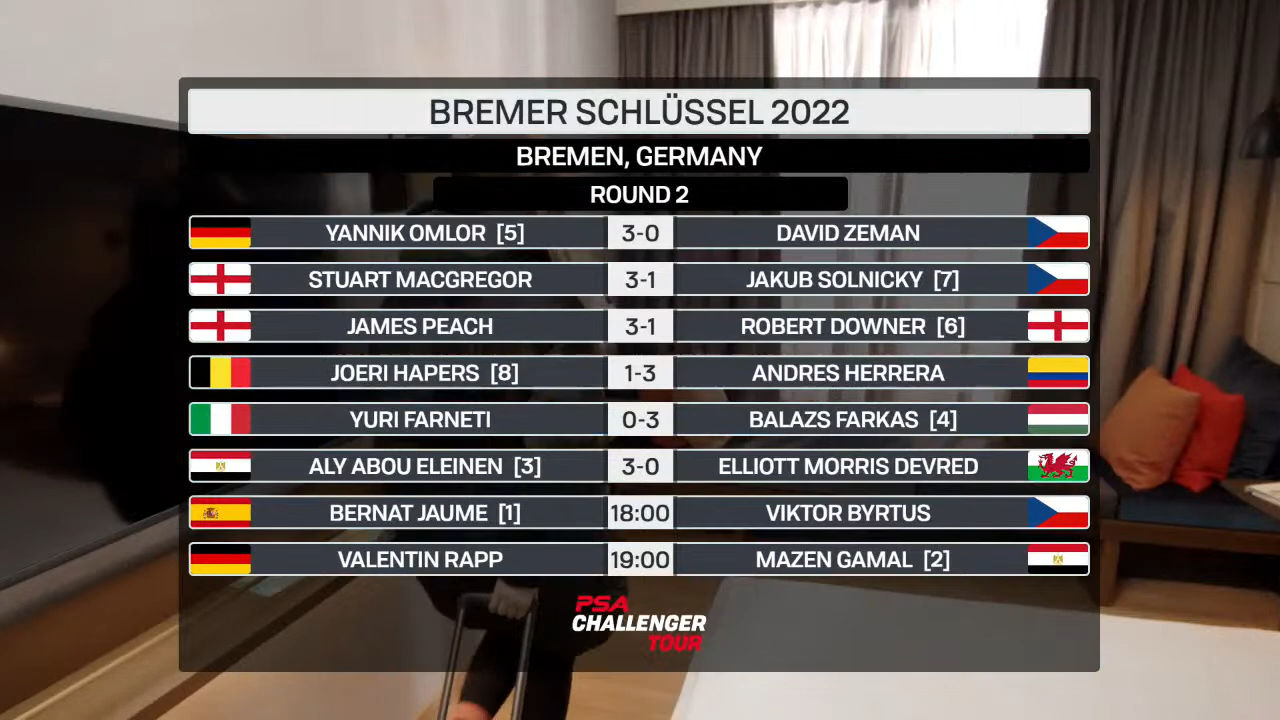 BREMER SCHLÜSSEL 2022
BREMEN, GERMANY
ROUND 2
YANNIK OMLOR [5] 3-0 DAVID ZEMAN
STUART MACGREGOR 3-1 JAKUB SOLNICKY [7]
JAMES PEACH 3-1 ROBERT DOWNER [6]
JOERI HAPERS [8] 1-3 ANDRES HERRERA
YURI FARNETI 0-3 BALAZS FARKAS [4]
ALY ABOU ELEINEN [3] 3-0 ELLIOTT MORRIS DEVRED
BERNAT JAUME [1] 18:00 VIKTOR BYRTUS
VALENTIN RAPP 19:00 MAZEN GAMAL [2]
PSA
CHALLENGER
TOUR